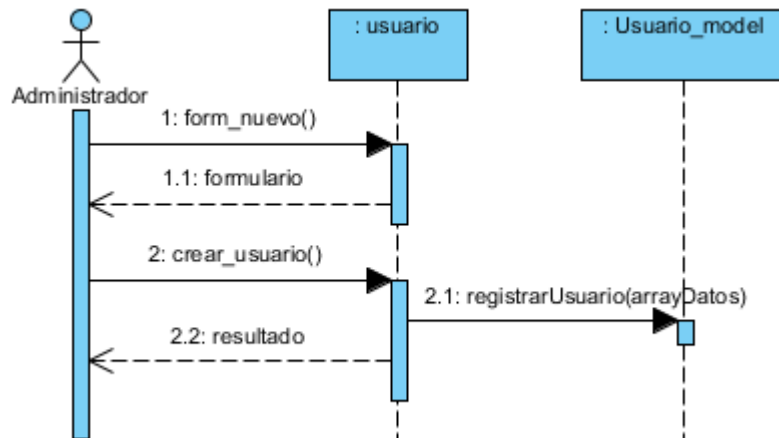 : usuario
: Usuario_model
Administrador
1: form_nuevo()
1.1: formulario
2: crear_usuario()
2.1: registrarUsuario(arrayDatos)
2.2: resultado